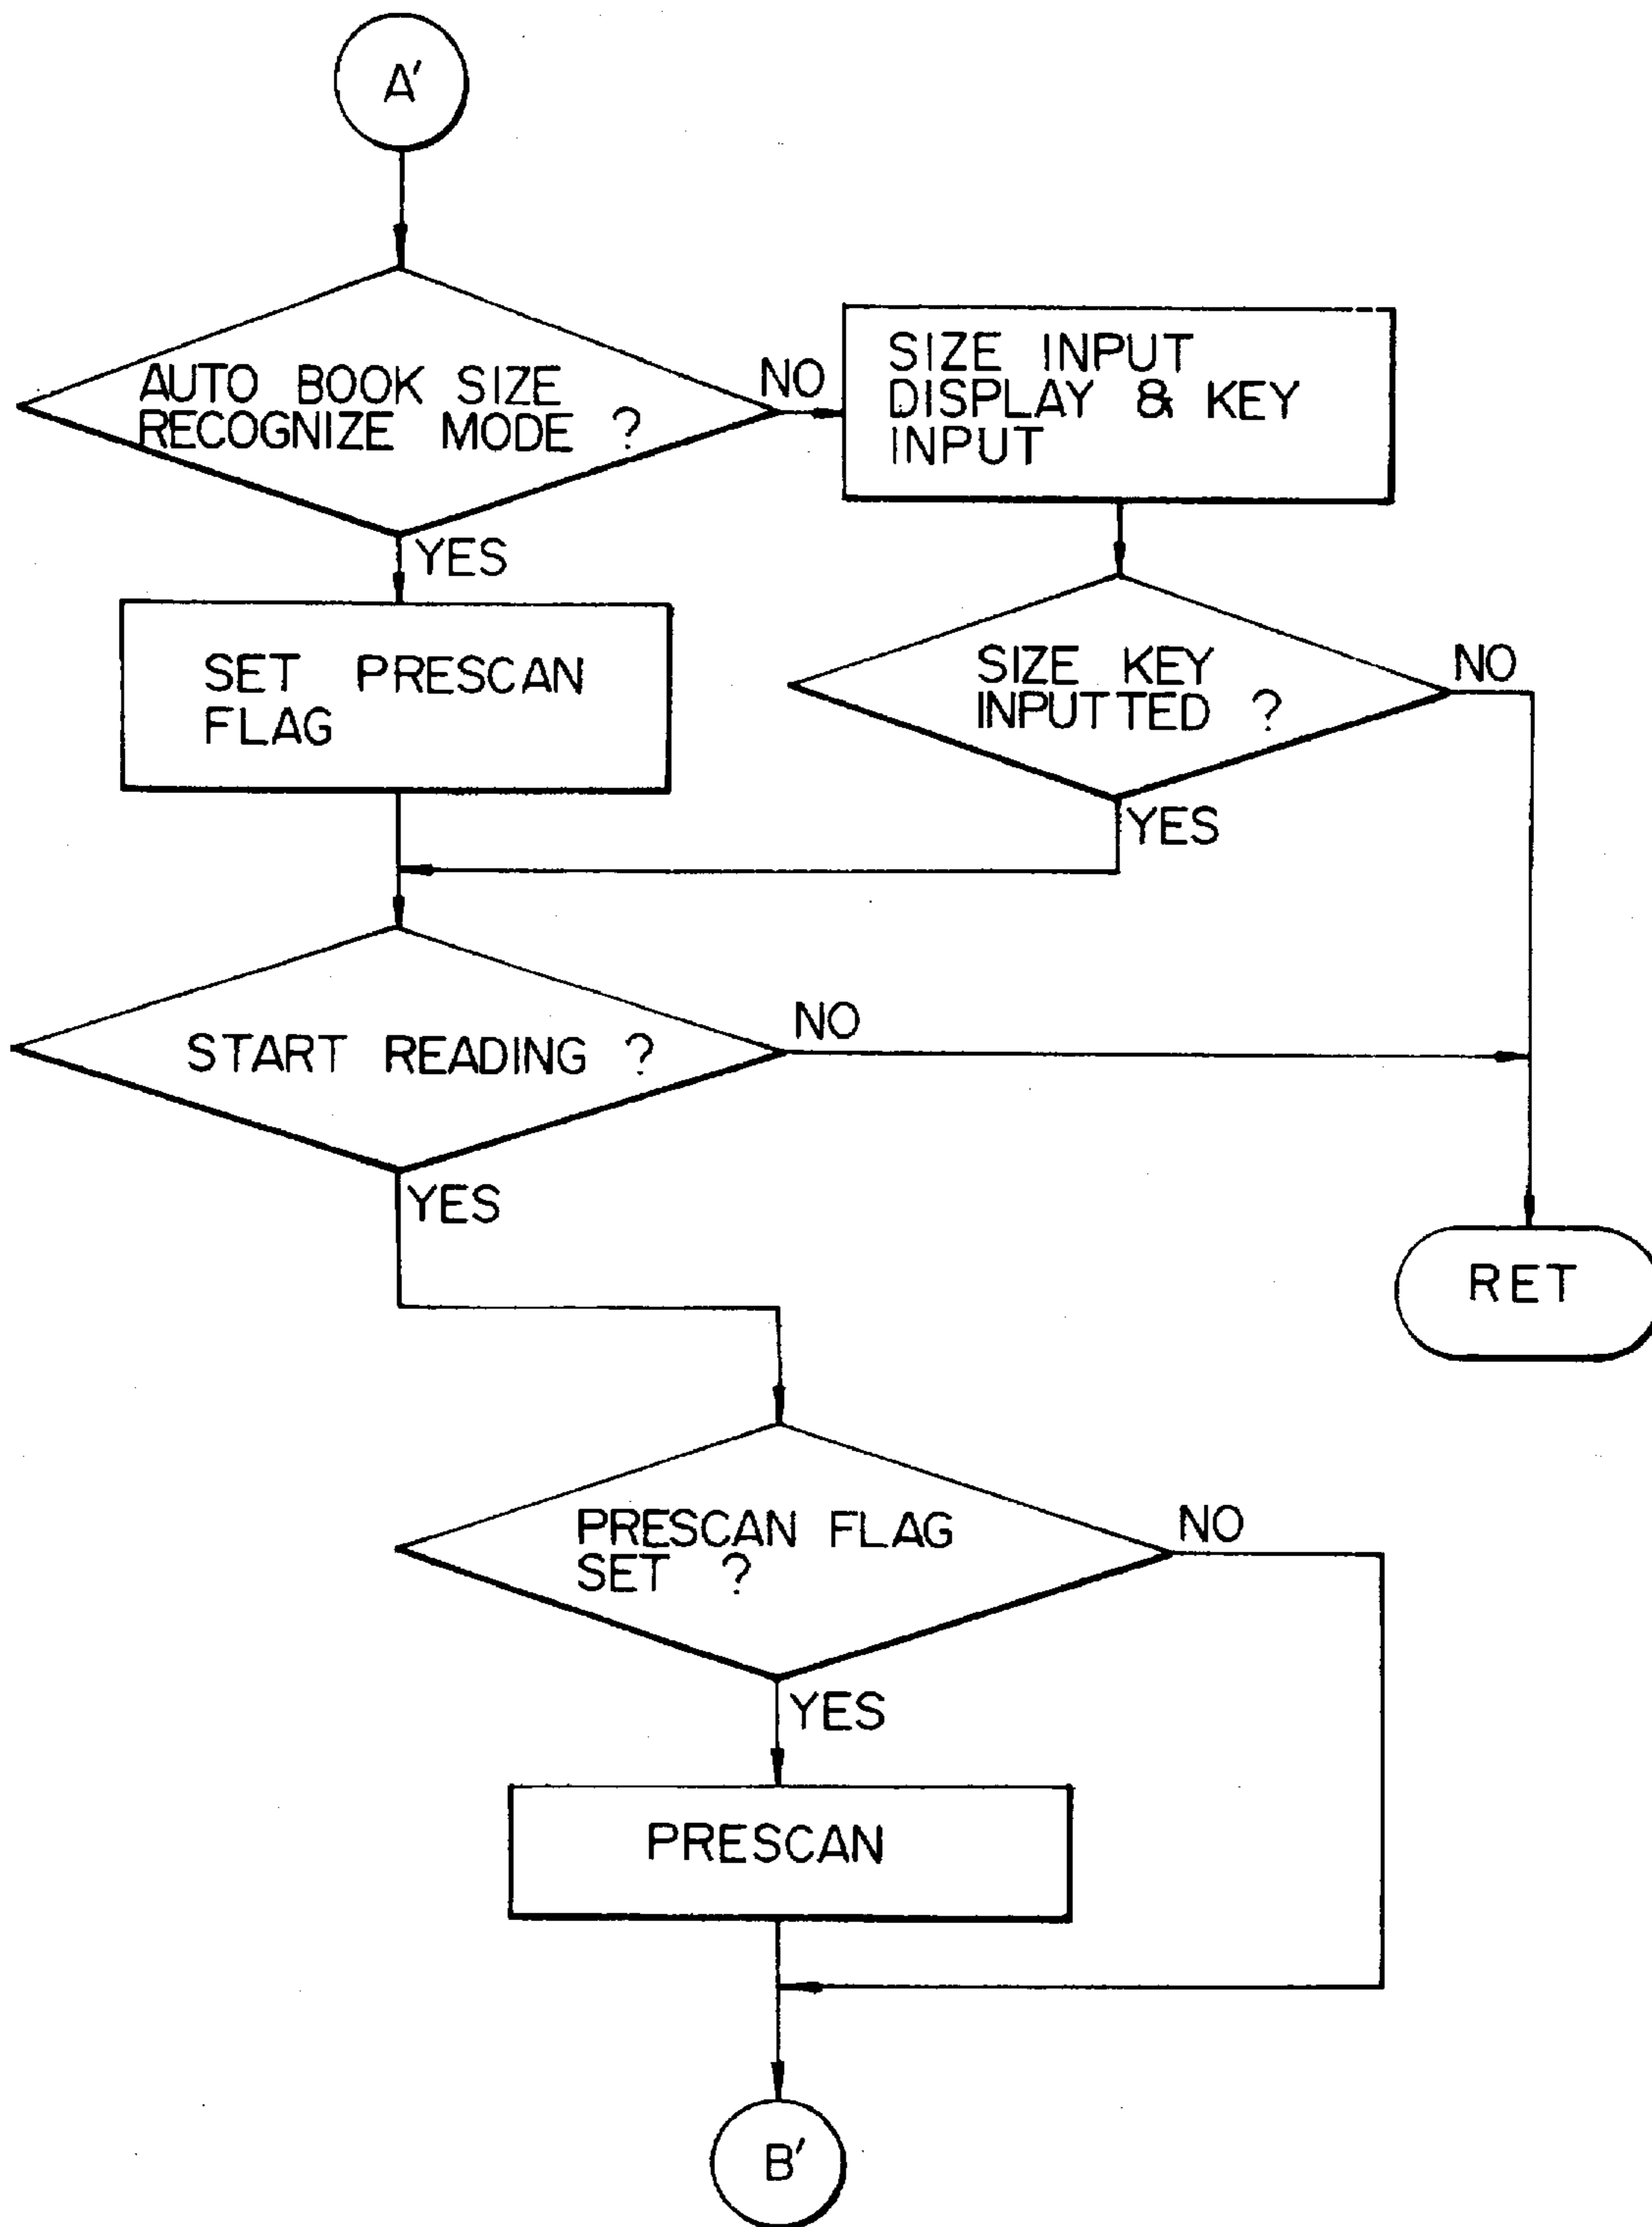 A'
AUTO BOOK SIZE
RECOGNIZE MODE ?
NO
SIZE INPUT
DISPLAY & KEY
INPUT
YES
SET PRESCAN
FLAG
SIZE KEY
INPUTTED ?
NO
YES
START READING ?
NO
YES
RET
PRESCAN FLAG
SET ?
NO
YES
PRESCAN
B'